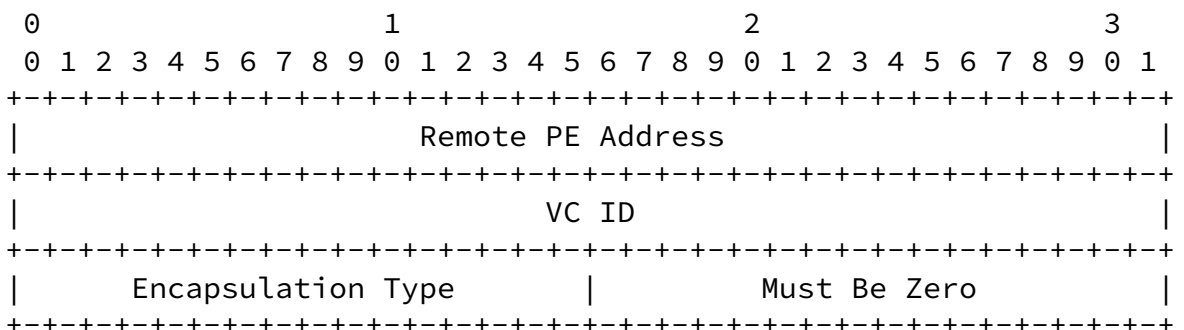 0                   1                   2                   3
 0 1 2 3 4 5 6 7 8 9 0 1 2 3 4 5 6 7 8 9 0 1 2 3 4 5 6 7 8 9 0 1
+-+-+-+-+-+-+-+-+-+-+-+-+-+-+-+-+-+-+-+-+-+-+-+-+-+-+-+-+-+-+-+-+
|                      Remote PE Address                        |
+-+-+-+-+-+-+-+-+-+-+-+-+-+-+-+-+-+-+-+-+-+-+-+-+-+-+-+-+-+-+-+-+
|                             VC ID                             |
+-+-+-+-+-+-+-+-+-+-+-+-+-+-+-+-+-+-+-+-+-+-+-+-+-+-+-+-+-+-+-+-+
|      Encapsulation Type       |         Must Be Zero          |
+-+-+-+-+-+-+-+-+-+-+-+-+-+-+-+-+-+-+-+-+-+-+-+-+-+-+-+-+-+-+-+-+